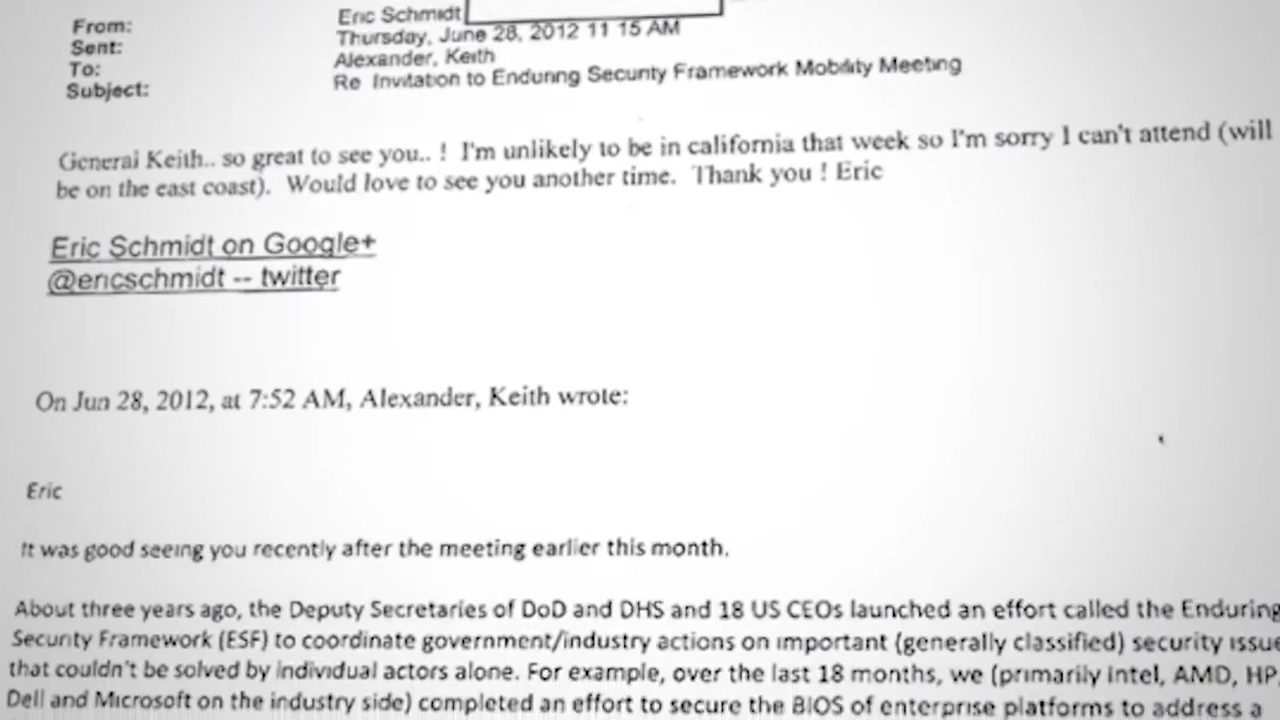 From: Eric Schmidt
Sent: Thursday, June 28, 2012 11 15 AM
To: Alexander, Keith
Subject: Re Invitation to Enduring Security Framework Mobility Meeting
General Keith.. so great to see you.. ! I'm unlikely to be in california that week so I'm sorry I can't attend (will
be on the east coast). Would love to see you another time. Thank you ! Eric
Eric Schmidt on Google+
@ericschmidt -- twitter
On Jun 28, 2012, at 7:52 AM, Alexander, Keith wrote:
Eric
It was good seeing you recently after the meeting earlier this month.
About three years ago, the Deputy Secretaries of DoD and DHS and 18 US CEOs launched an effort called the Enduring
Security Framework (ESF) to coordinate government/industry actions on important (generally classified) security issue
that couldn't be solved by individual actors alone. For example, over the last 18 months, we (primarily Intel, AMD, HP,
Dell and Microsoft on the industry side) completed an effort to secure the BIOS of enterprise platforms to address a